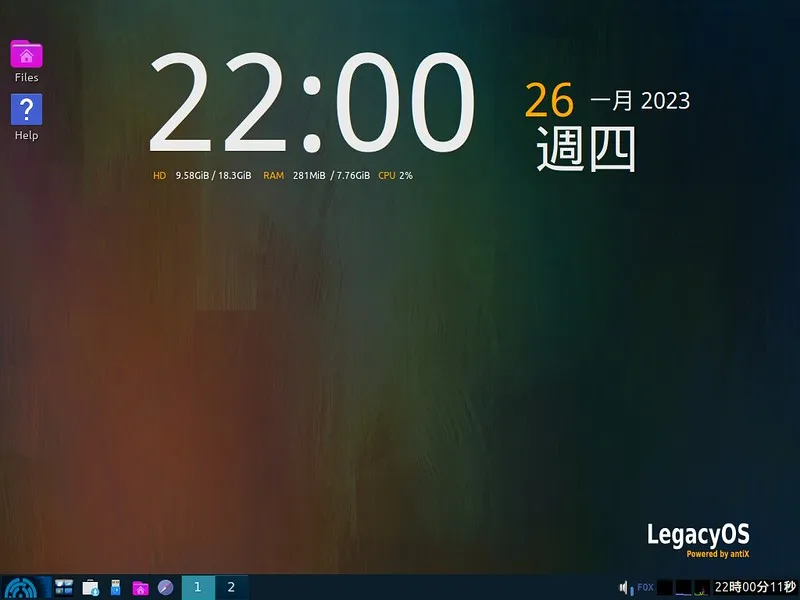 Files
Help
22:00
26 一月 2023
週四
HD 9.58GiB / 18.3GiB RAM 281MiB / 7.76GiB CPU 2%
LegacyOS
Powered by antiX
1 2
FOX
22時00分11秒